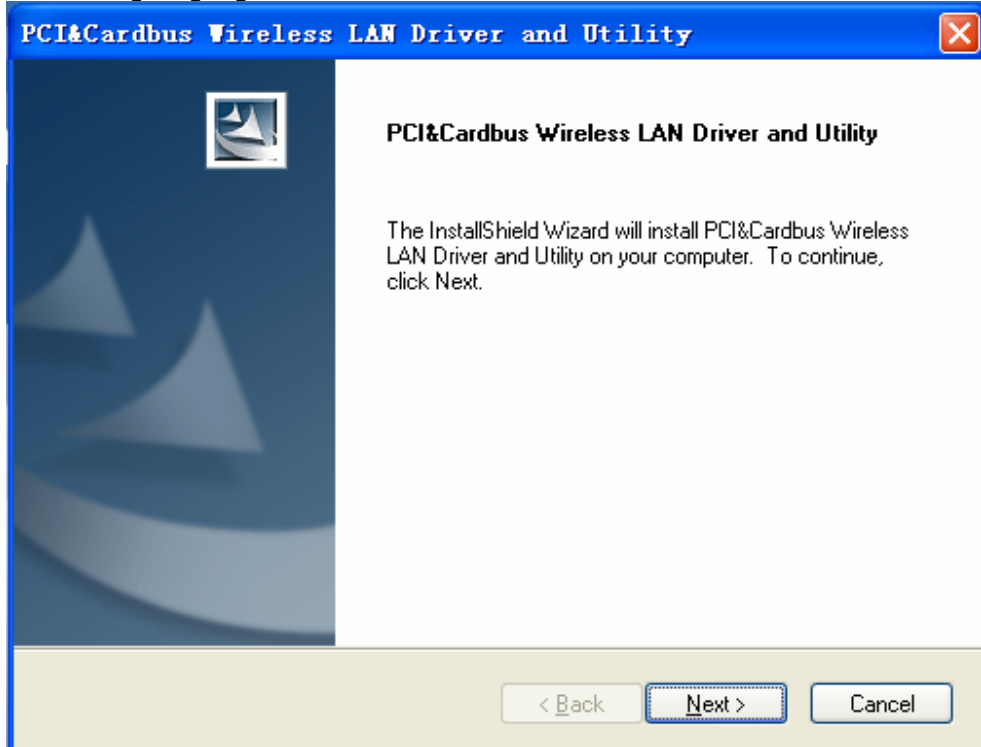 PCI&Cardbus Wireless LAN Driver and Utility
PCI&Cardbus Wireless LAN Driver and Utility
The InstallShield Wizard will install PCI&Cardbus Wireless
LAN Driver and Utility on your computer. To continue,
click Next.
< Back Next > Cancel